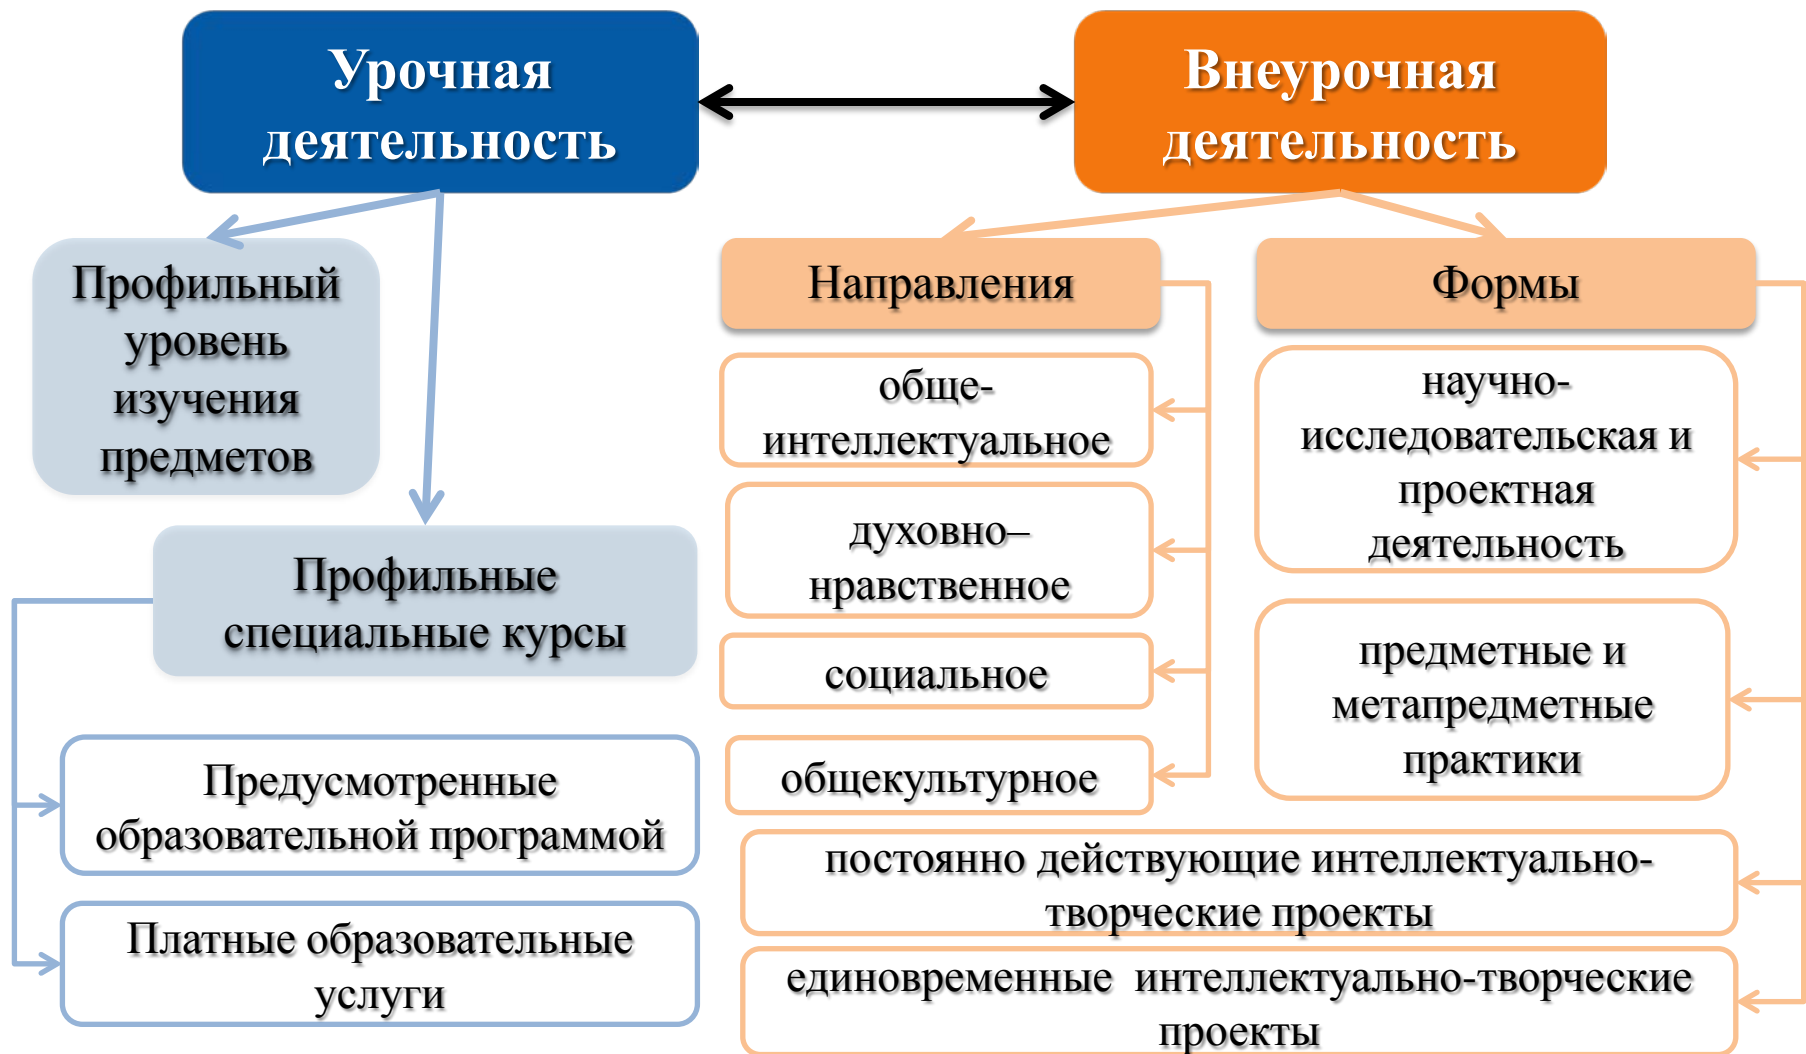 Урочная
деятельность
Внеурочная
деятельность
Профильный
уровень
изучения
предметов
Профильные
специальные курсы
Предусмотренные
образовательной программой
Платные образовательные
услуги
Направления
обще-
интеллектуальное
духовно–
нравственное
социальное
общекультурное
Формы
научно-
исследовательская и
проектная
деятельность
предметные и
метапредметные
практики
постоянно действующие интеллектуально-
творческие проекты
единовременные  интеллектуально-творческие
проекты